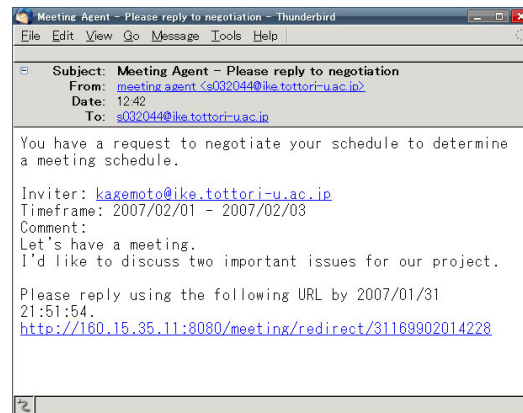 Meeting Agent - Please reply to negotiation - Thunderbird
File Edit View Go Message Tools Help
Subject: Meeting Agent - Please reply to negotiation
From: meeting agent <s032044@ike.tottori-u.ac.jp>
Date: 12:42
To: s032044@ike.tottori-u.ac.jp
You have a request to negotiate your schedule to determine
a meeting schedule.
Inviter: kagemoto@ike.tottori-u.ac.jp
Timeframe: 2007/02/01 - 2007/02/03
Comment:
Let's have a meeting.
I'd like to discuss two important issues for our project.
Please reply using the following URL by 2007/01/31
21:51:54.
http://160.15.35.11:8080/meeting/redirect/31169902014228